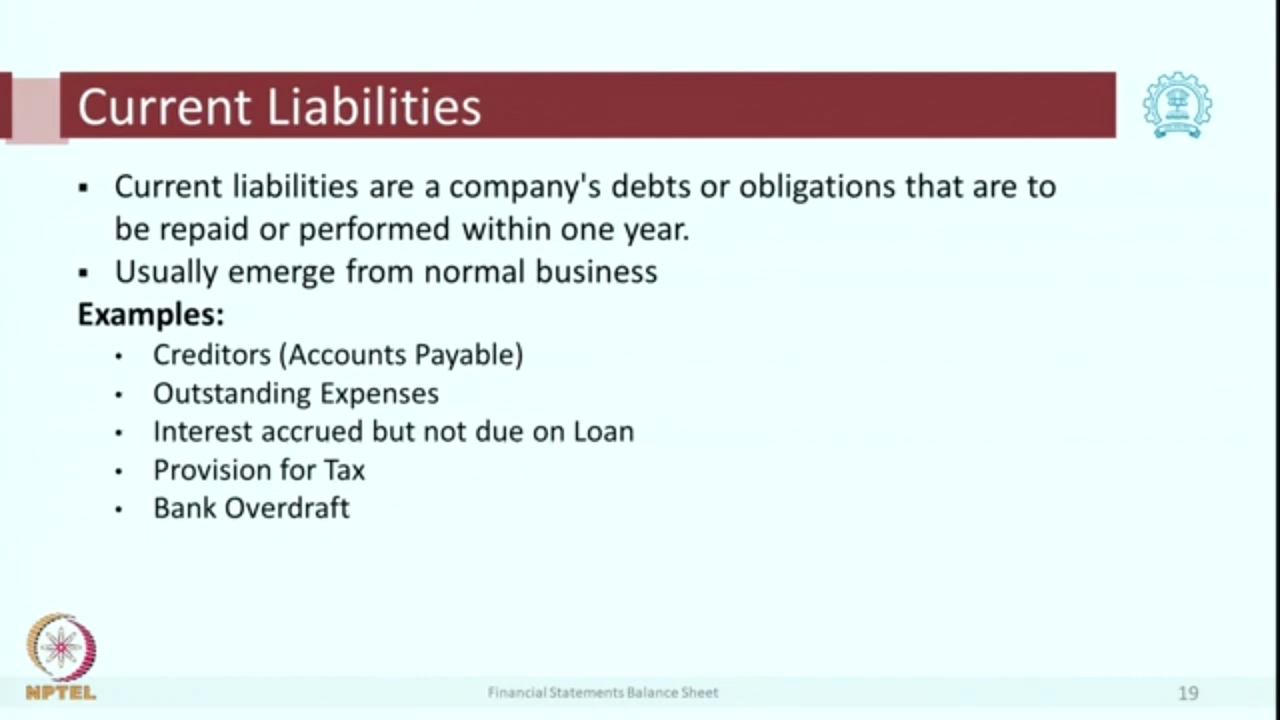 Current Liabilities
▪ Current liabilities are a company's debts or obligations that are to
be repaid or performed within one year.
▪ Usually emerge from normal business
Examples:
• Creditors (Accounts Payable)
• Outstanding Expenses
• Interest accrued but not due on Loan
• Provision for Tax
• Bank Overdraft
NPTEL
Financial Statements Balance Sheet
19